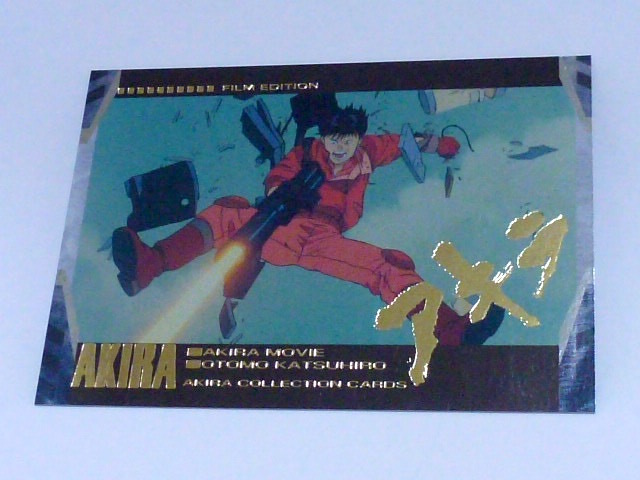 FILM EDITION
アキラ
AKIRA
AKIRA MOVIE
OTOMO KATSUHIRO
AKIRA COLLECTION CARDS